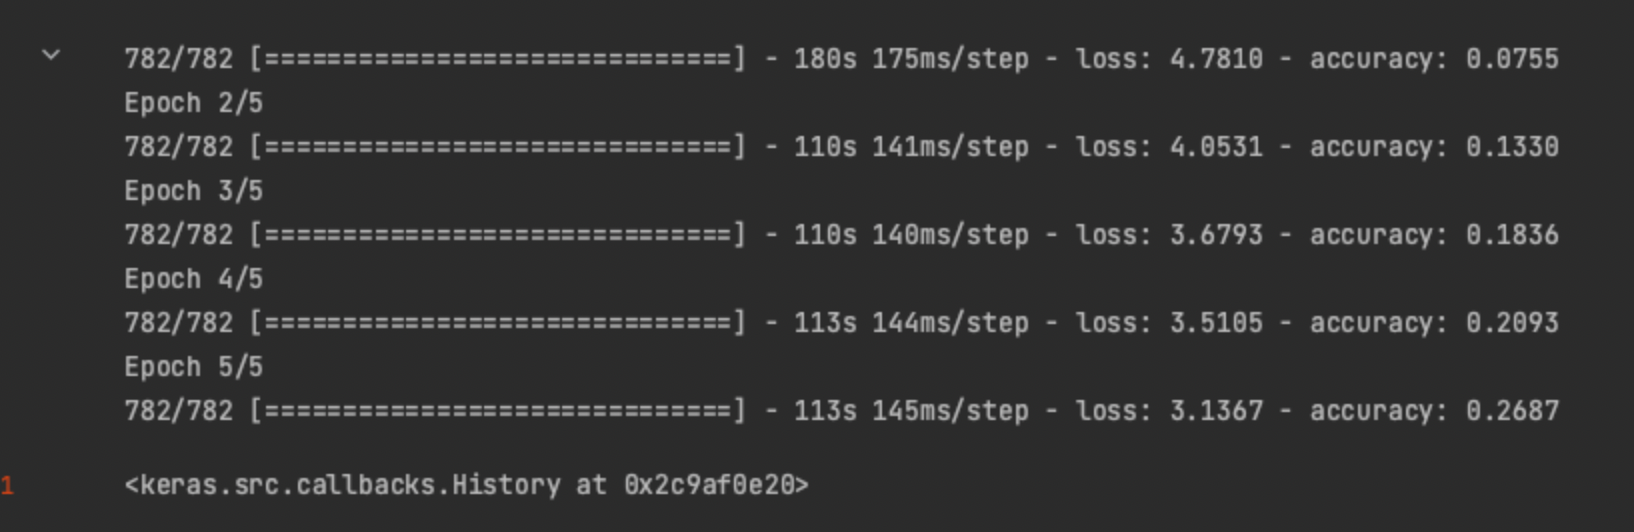 782/782 [==============================] - 180s 175ms/step - loss: 4.7810 - accuracy: 0.0755
Epoch 2/5
782/782 [==============================] - 110s 141ms/step - loss: 4.0531 - accuracy: 0.1330
Epoch 3/5
782/782 [==============================] - 110s 140ms/step - loss: 3.6793 - accuracy: 0.1836
Epoch 4/5
782/782 [==============================] - 113s 144ms/step - loss: 3.5105 - accuracy: 0.2093
Epoch 5/5
782/782 [==============================] - 113s 145ms/step - loss: 3.1367 - accuracy: 0.2687
1 <keras.src.callbacks.History at 0x2c9af0e20>